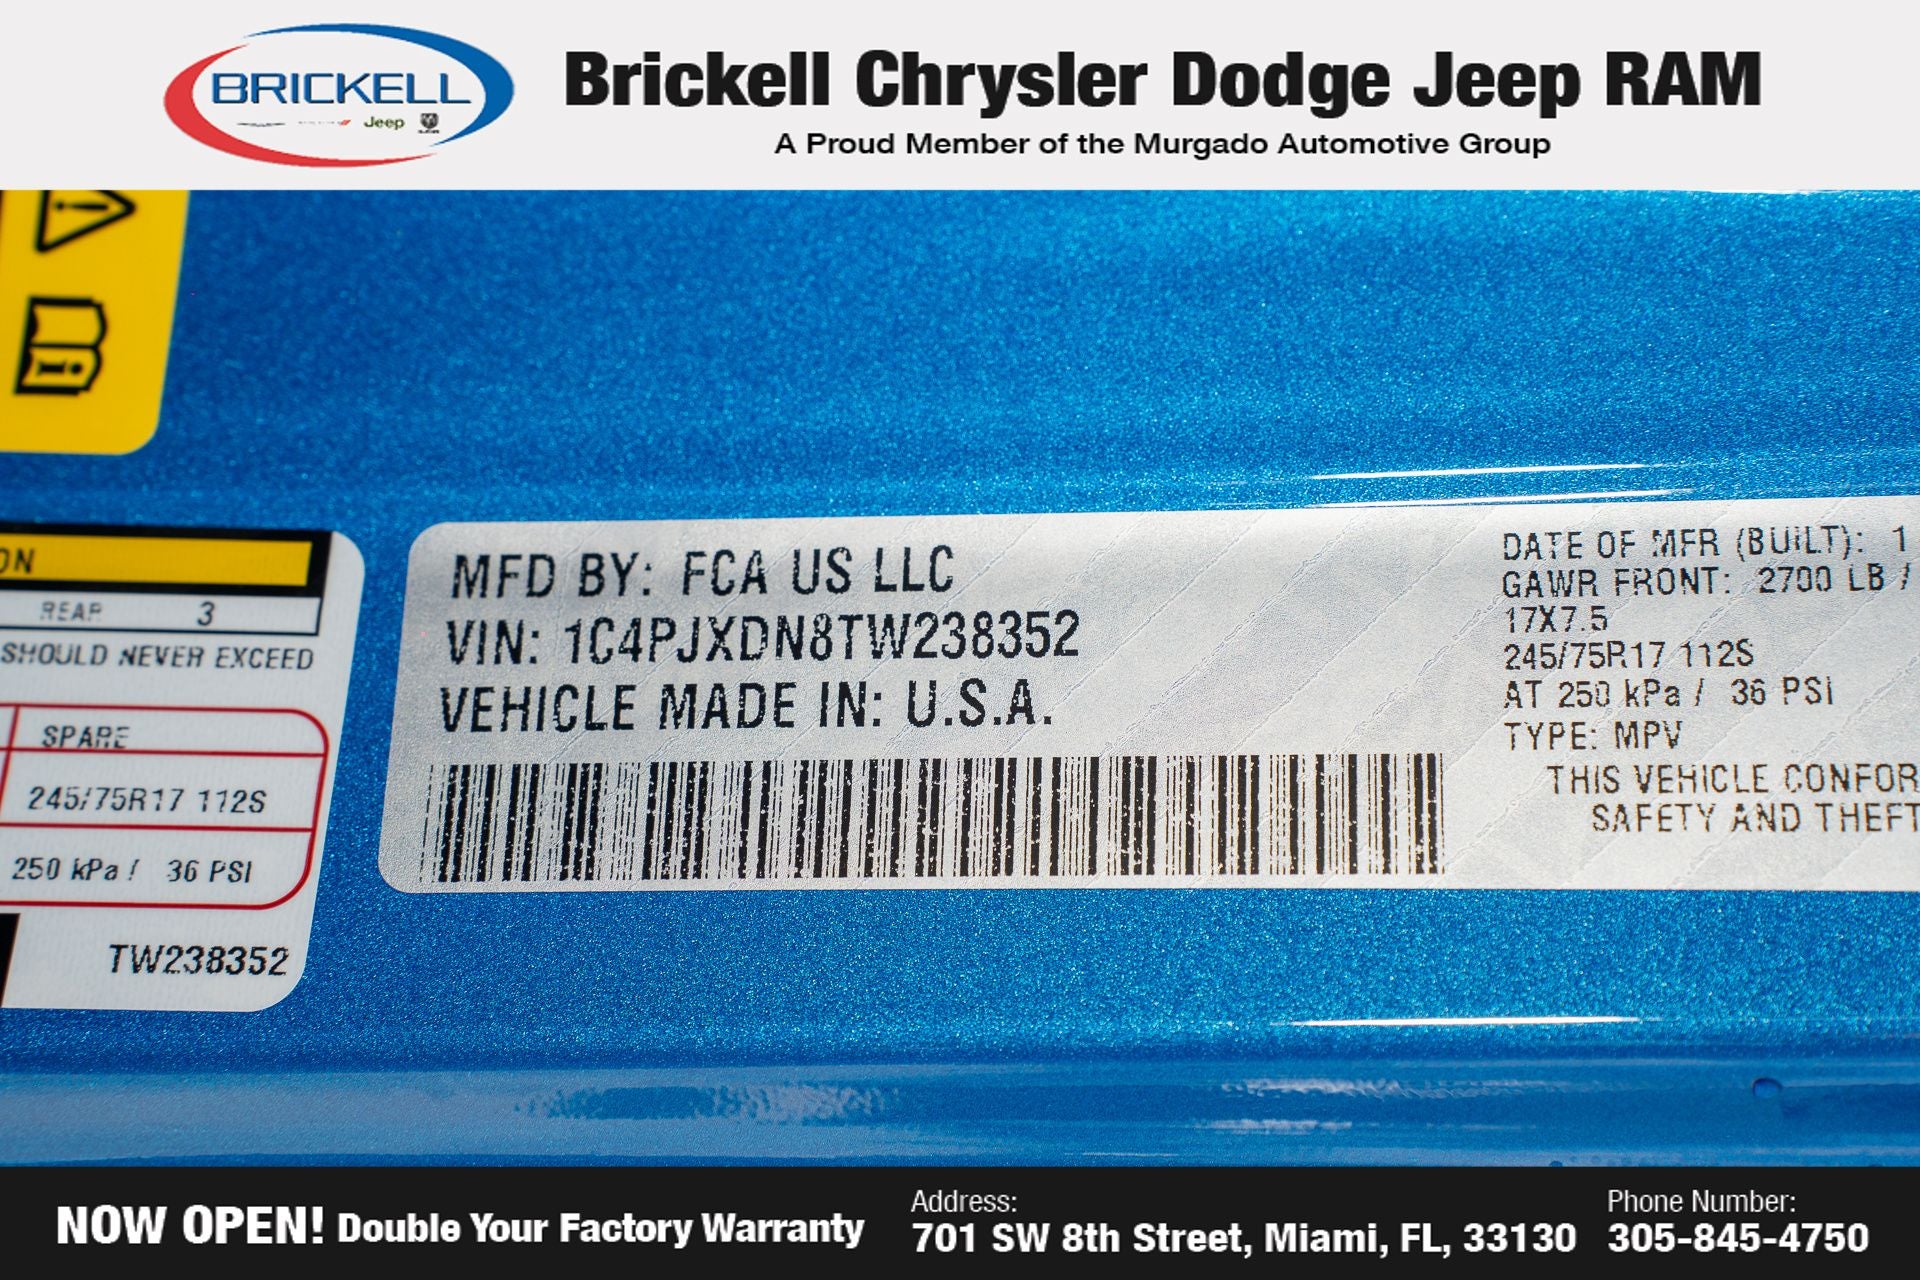 BRICKELL
Jeep
RAM
Brickell Chrysler Dodge Jeep RAM
A Proud Member of the Murgado Automotive Group
ON
REAR 3
SHOULD NEVER EXCEED
SPARE
245/75R17 112S
250 kPa / 36 PSI
TW238352
MFD BY: FCA US LLC
VIN: 1C4PJXDN8TW238352
VEHICLE MADE IN: U.S.A.
DATE OF MFR (BUILT): 1
GAWR FRONT: 2700 LB /
17X7.5
245/75R17 112S
AT 250 kPa / 36 PSI
TYPE: MPV
THIS VEHICLE CONFOR
SAFETY AND THEFT
NOW OPEN! Double Your Factory Warranty
Address:
701 SW 8th Street, Miami, FL, 33130
Phone Number:
305-845-4750